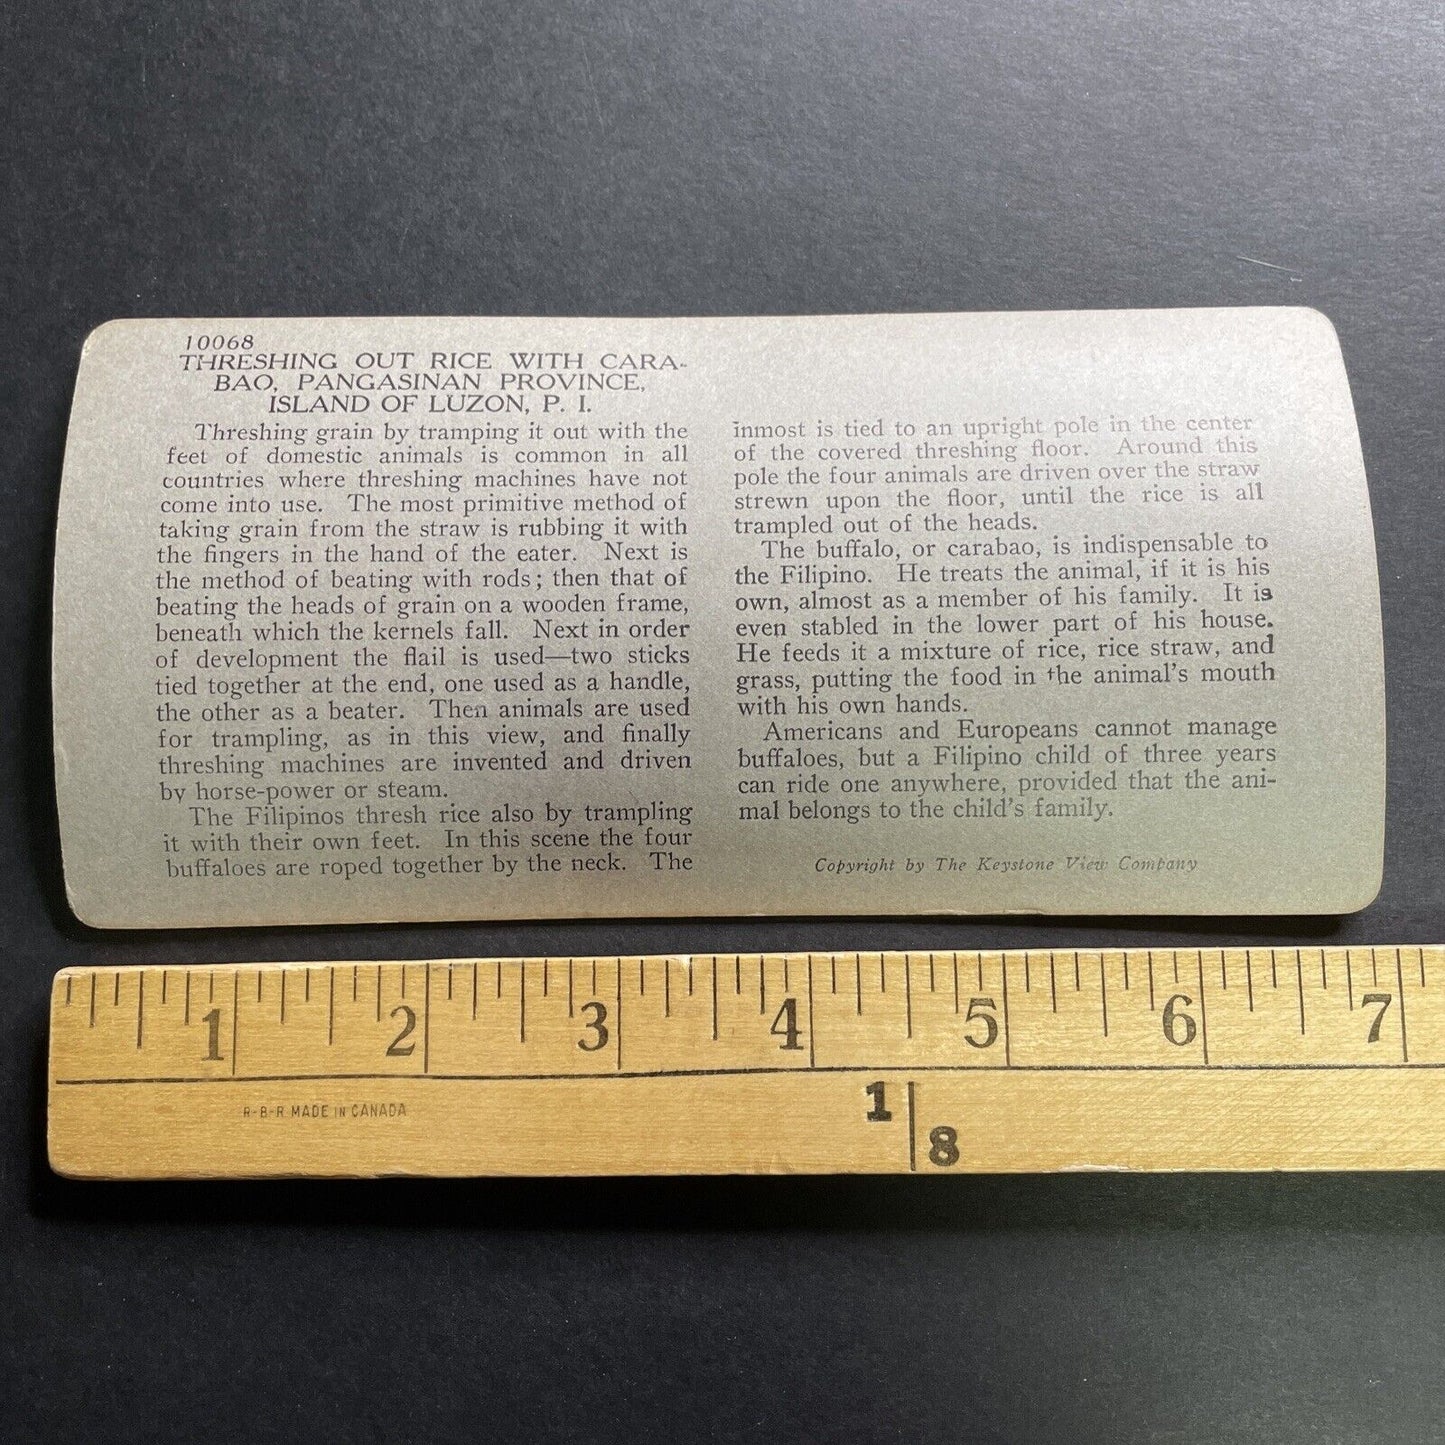 10068
THRESHING OUT RICE WITH CARA-
BAO, PANGASINAN PROVINCE,
ISLAND OF LUZON, P. I.
Threshing grain by tramping it out with the
feet of domestic animals is common in all
countries where threshing machines have not
come into use. The most primitive method of
taking grain from the straw is rubbing it with
the fingers in the hand of the eater. Next is
the method of beating with rods; then that of
beating the heads of grain on a wooden frame,
beneath which the kernels fall. Next in order
of development the flail is used—two sticks
tied together at the end, one used as a handle,
the other as a beater. Then animals are used
for trampling, as in this view, and finally
threshing machines are invented and driven
by horse-power or steam.
The Filipinos thresh rice also by trampling
it with their own feet. In this scene the four
buffaloes are roped together by the neck. The
inmost is tied to an upright pole in the center
of the covered threshing floor. Around this
pole the four animals are driven over the straw
strewn upon the floor, until the rice is all
trampled out of the heads.
The buffalo, or carabao, is indispensable to
the Filipino. He treats the animal, if it is his
own, almost as a member of his family. It is
even stabled in the lower part of his house.
He feeds it a mixture of rice, rice straw, and
grass, putting the food in the animal's mouth
with his own hands.
Americans and Europeans cannot manage
buffaloes, but a Filipino child of three years
can ride one anywhere, provided that the ani-
mal belongs to the child's family.
Copyright by The Keystone View Company
1 2 3 4 5 6 7
R-B-R MADE IN CANADA
1
8